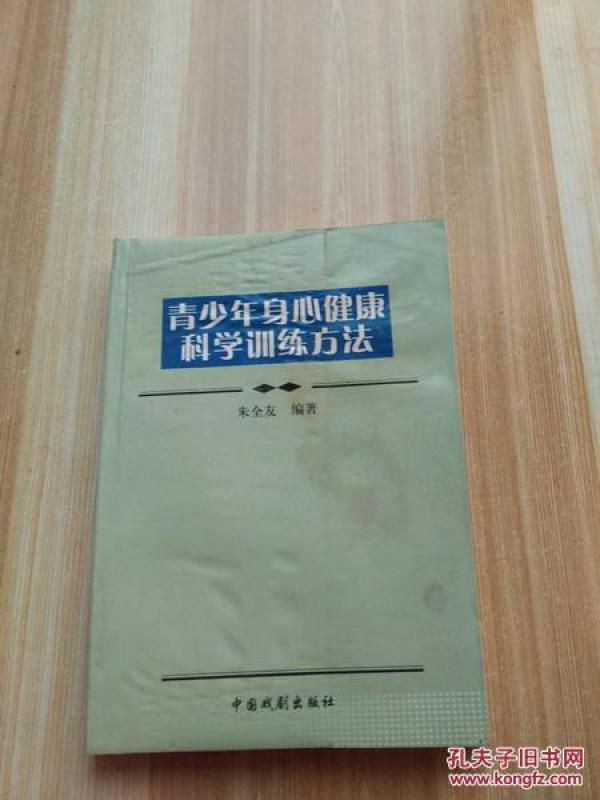 青少年身心健康
科学训练方法
朱全友 编著
中国戏剧出版社
孔夫子旧书网
www.kongfz.com